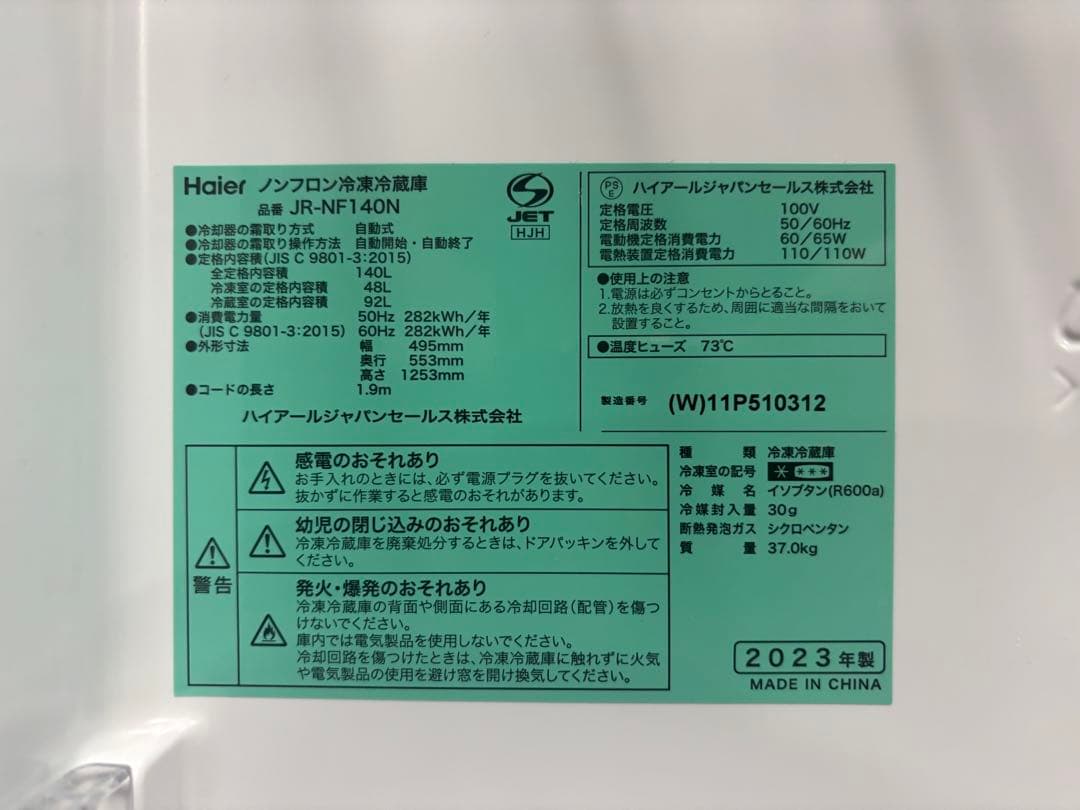 Haier ノンフロン冷凍冷蔵庫
品番 JR-NF140N
JET
HJH
●冷却器の霜取り方式 自動式
●冷却器の霜取り操作方法 自動開始・自動終了
●定格内容積(JIS C 9801-3:2015)
全定格内容積 140L
冷凍室の定格内容積 48L
冷蔵室の定格内容積 92L
●消費電力量 50Hz 282kWh/年
(JIS C 9801-3:2015) 60Hz 282kWh/年
●外形寸法 幅 495mm
奥行 553mm
高さ 1253mm
●コードの長さ 1.9m
ハイアールジャパンセールス株式会社
PSE ハイアールジャパンセールス株式会社
定格電圧 100V
定格周波数 50/60Hz
電動機定格消費電力 60/65W
電熱装置定格消費電力 110/110W
●使用上の注意
1.電源は必ずコンセントからとること。
2.放熱を良くするため、周囲に適当な間隔をおいて
設置すること。
●温度ヒューズ 73℃
製造番号 (W)11P510312
警告
感電のおそれあり
お手入れのときには、必ず電源プラグを抜いてください。
抜かずに作業すると感電のおそれがあります。
幼児の閉じ込みのおそれあり
冷凍冷蔵庫を廃棄処分するときは、ドアパッキンを外して
ください。
発火・爆発のおそれあり
冷凍冷蔵庫の背面や側面にある冷却回路(配管)を傷つ
けないでください。
庫内では電気製品を使用しないでください。
冷却回路を傷つけたときは、冷凍冷蔵庫に触れずに火気
や電気製品の使用を避け窓を開け換気してください。
種類 冷凍冷蔵庫
冷凍室の記号 * ***
冷媒名 イソブタン(R600a)
冷媒封入量 30g
断熱発泡ガス シクロペンタン
質量 37.0kg
2023年製
MADE IN CHINA